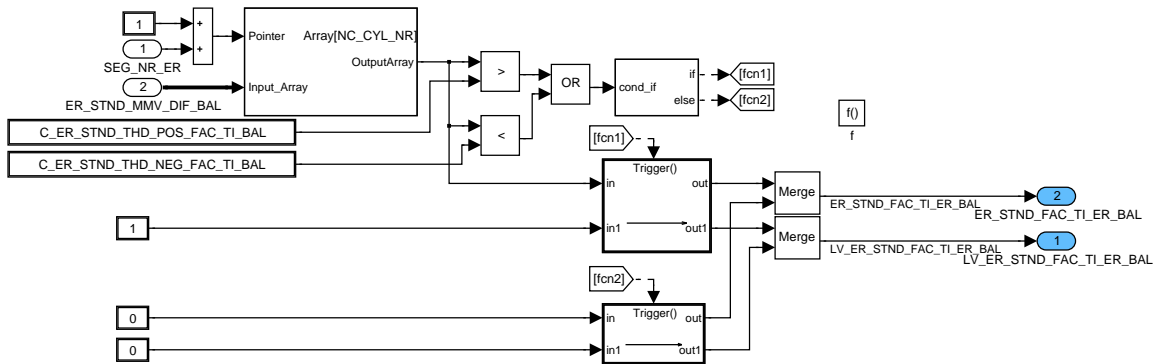 1
+
+
1
SEG_NR_ER
2
ER_STND_MMV_DIF_BAL
Pointer
Array[NC_CYL_NR]
OutputArray
Input_Array
C_ER_STND_THD_POS_FAC_TI_BAL
C_ER_STND_THD_NEG_FAC_TI_BAL
>
<
OR
cond_if
if
else
[fcn1]
[fcn2]
f()
f
[fcn1]
Trigger()
in
out
in1
out1
1
Merge
ER_STND_FAC_TI_ER_BAL
2
ER_STND_FAC_TI_ER_BAL
Merge
LV_ER_STND_FAC_TI_ER_BAL
1
LV_ER_STND_FAC_TI_ER_BAL
[fcn2]
Trigger()
in
out
in1
out1
0
0